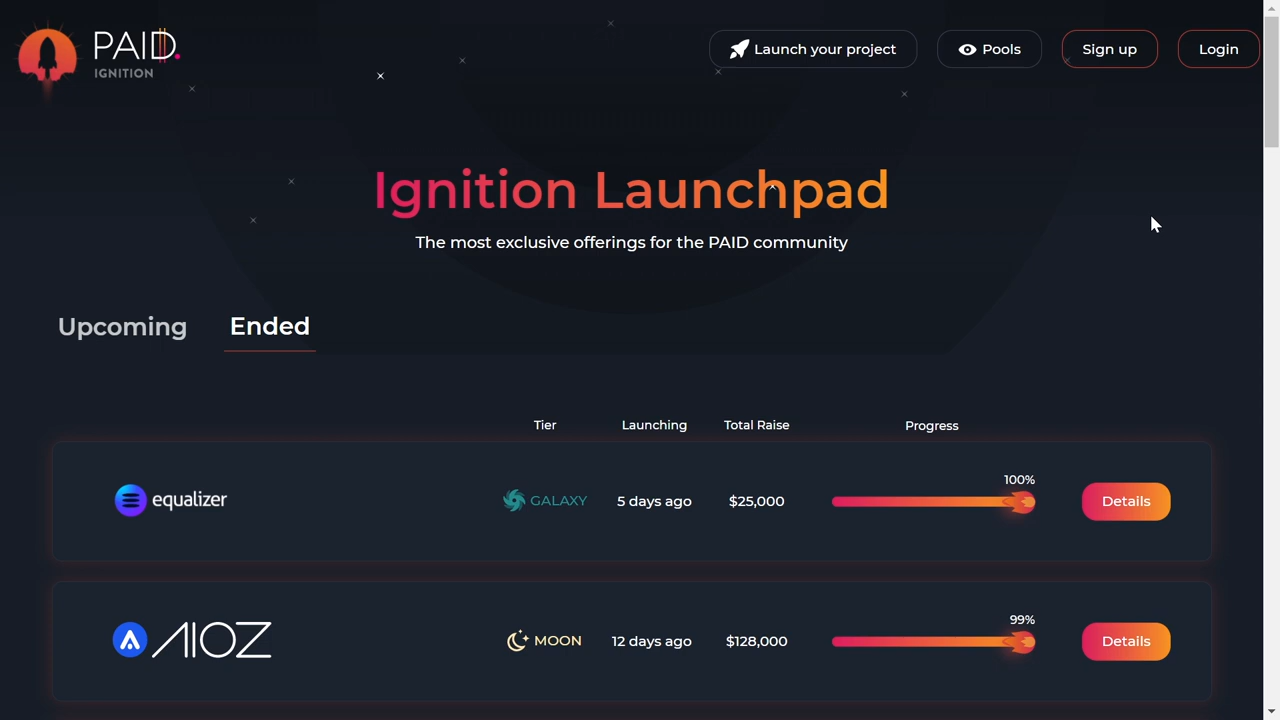 PAID.
IGNITION
Launch your project
Pools
Sign up
Login
Ignition Launchpad
The most exclusive offerings for the PAID community
Upcoming
Ended
Tier
Launching
Total Raise
Progress
equalizer
GALAXY
5 days ago
$25,000
100%
Details
AIOZ
MOON
12 days ago
$128,000
99%
Details